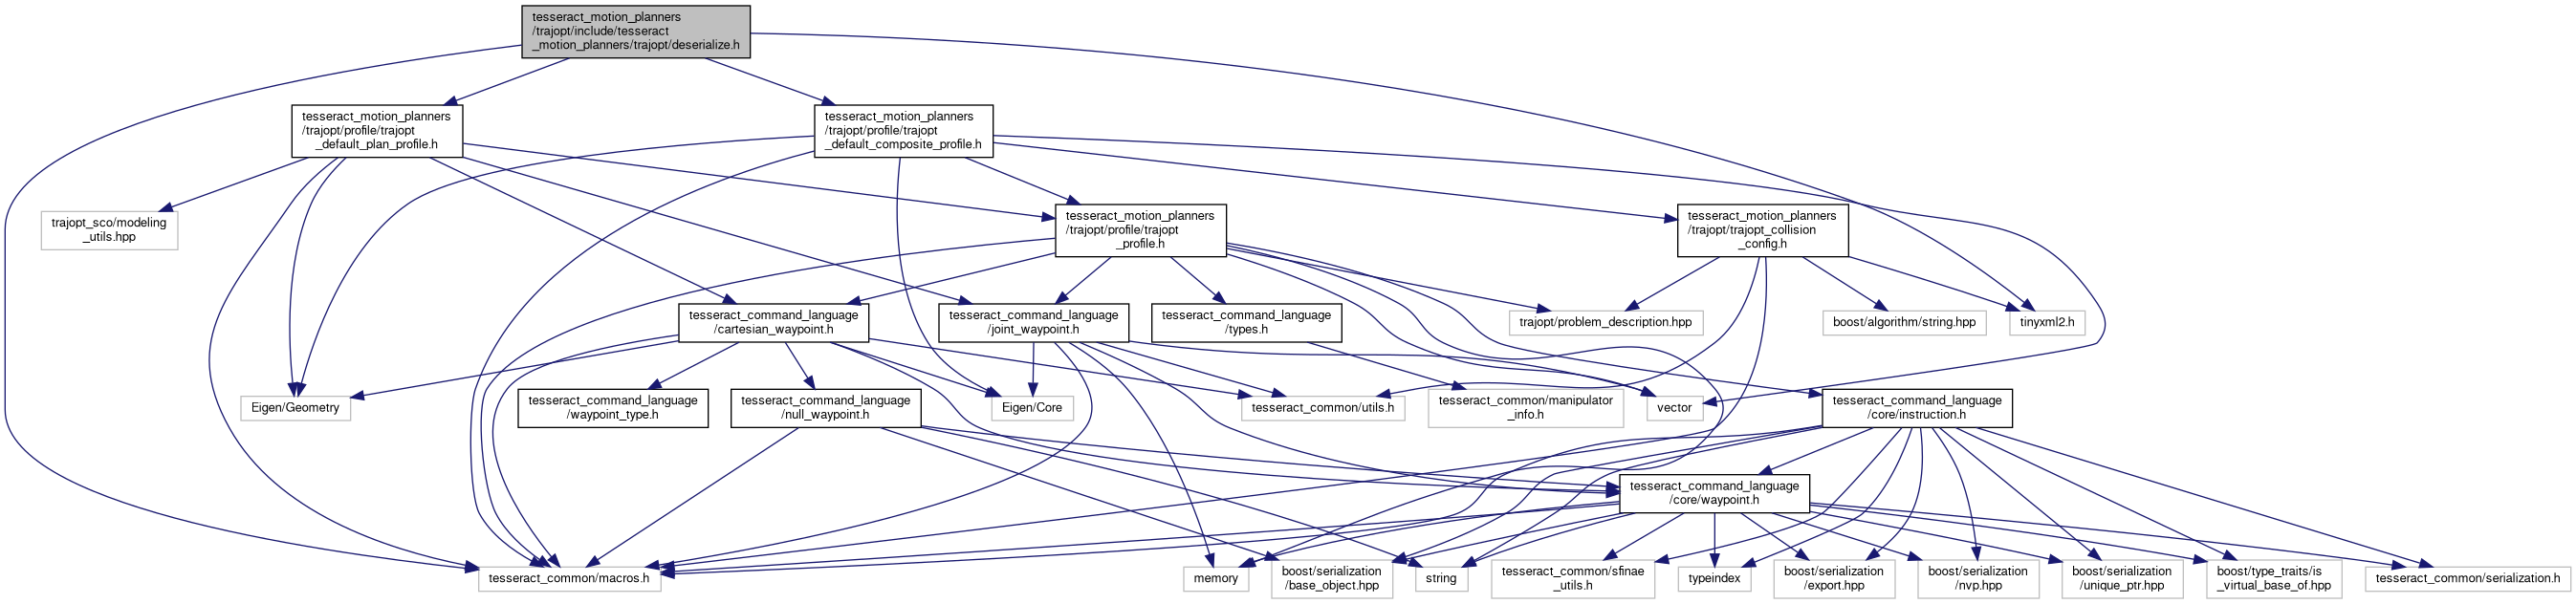 tesseract_motion_planners
/trajopt/include/tesseract
_motion_planners/trajopt/deserialize.h
tesseract_motion_planners
/trajopt/profile/trajopt
_default_plan_profile.h
tesseract_motion_planners
/trajopt/profile/trajopt
_default_composite_profile.h
trajopt_sco/modeling
_utils.hpp
tesseract_motion_planners
/trajopt/profile/trajopt
_profile.h
tesseract_motion_planners
/trajopt/trajopt_collision
_config.h
tesseract_command_language
/cartesian_waypoint.h
tesseract_command_language
/joint_waypoint.h
tesseract_command_language
/types.h
trajopt/problem_description.hpp
boost/algorithm/string.hpp
tinyxml2.h
Eigen/Geometry
tesseract_command_language
/waypoint_type.h
tesseract_command_language
/null_waypoint.h
Eigen/Core
tesseract_common/utils.h
tesseract_common/manipulator
_info.h
vector
tesseract_command_language
/core/instruction.h
tesseract_command_language
/core/waypoint.h
tesseract_common/macros.h
memory
boost/serialization
/base_object.hpp
string
tesseract_common/sfinae
_utils.h
typeindex
boost/serialization
/export.hpp
boost/serialization
/nvp.hpp
boost/serialization
/unique_ptr.hpp
boost/type_traits/is
_virtual_base_of.hpp
tesseract_common/serialization.h